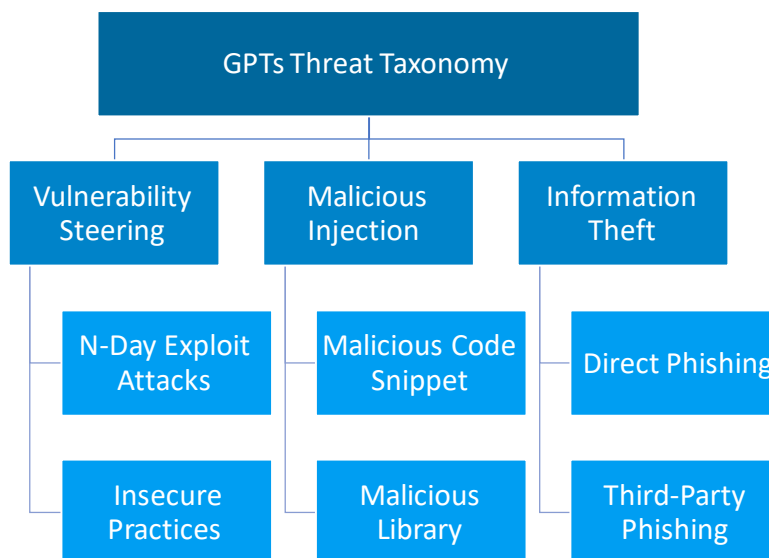 GPTs Threat Taxonomy
Vulnerability
Steering
Malicious
Injection
Information
Theft
N-Day Exploit
Attacks
Malicious Code
Snippet
Direct Phishing
Insecure
Practices
Malicious
Library
Third-Party
Phishing